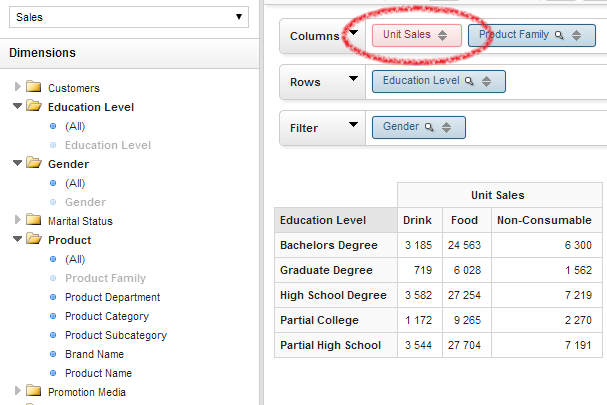 Sales
Dimensions
Customers
Education Level
(All)
Education Level
Gender
(All)
Gender
Marital Status
Product
(All)
Product Family
Product Department
Product Category
Product Subcategory
Brand Name
Product Name
Promotion Media
Columns Unit Sales Product Family
Rows Education Level
Filter Gender
Unit Sales
Education Level Drink Food Non-Consumable
Bachelors Degree 3 185 24 563 6 300
Graduate Degree 719 6 028 1 562
High School Degree 3 582 27 254 7 219
Partial College 1 172 9 265 2 270
Partial High School 3 544 27 704 7 191